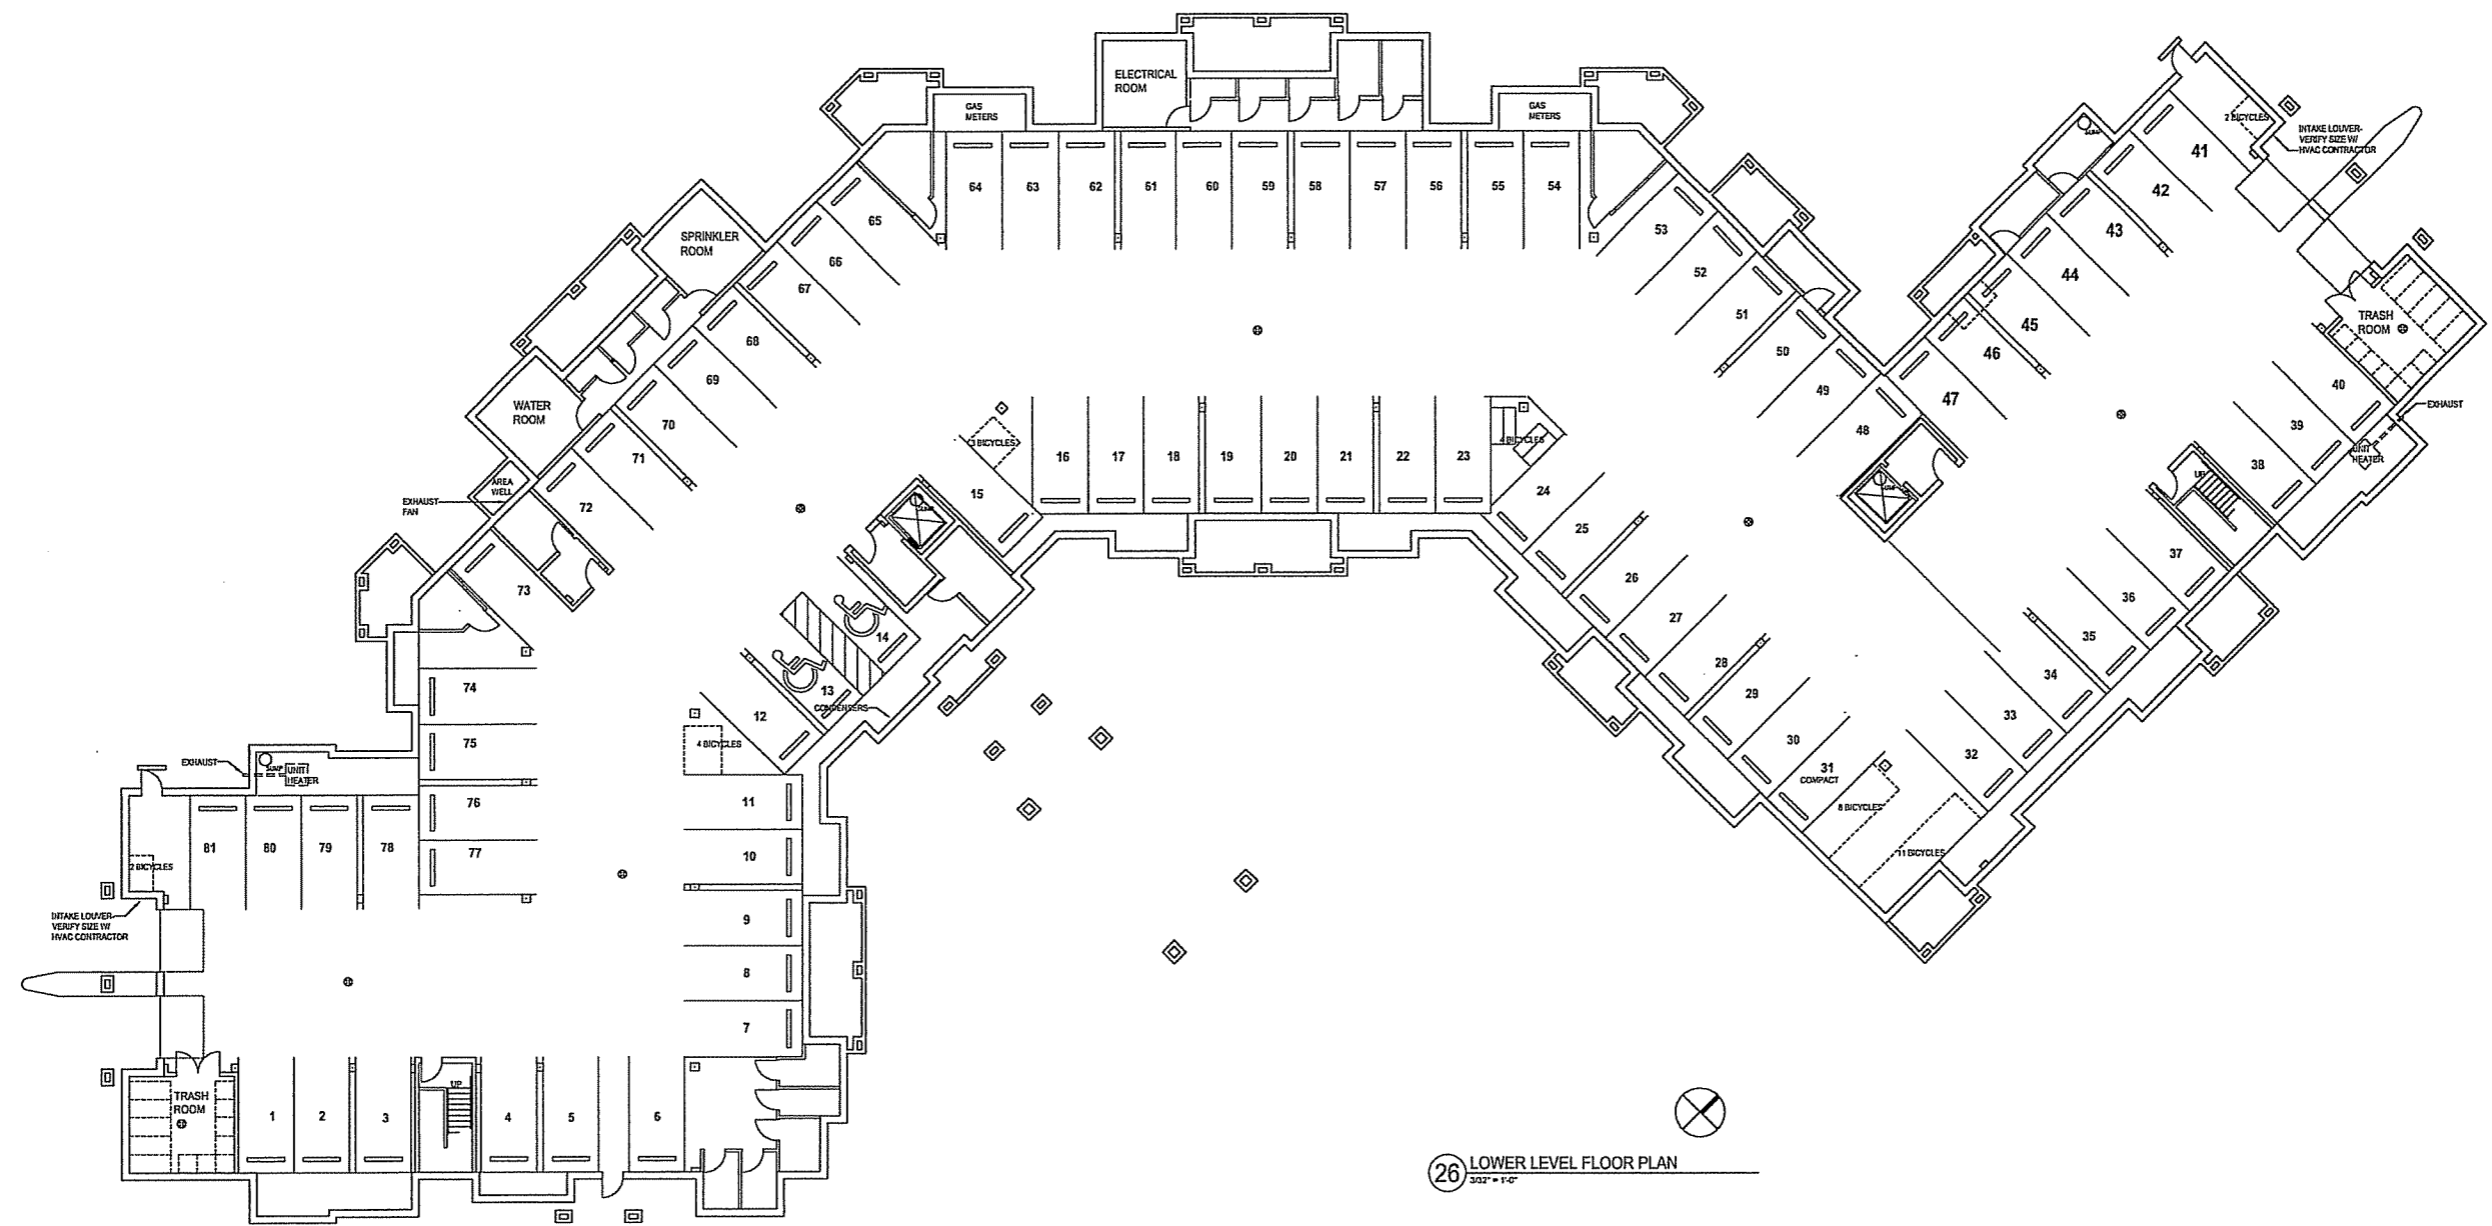 ELECTRICAL
ROOM
GAS
METERS
GAS
METERS
2 BICYCLES
INTAKE LOUVER-
VERIFY SIZE W/
HVAC CONTRACTOR
SUMP
41
42
43
44
45
46
47
64
63
62
61
60
59
58
57
56
55
54
53
52
51
50
49
48
65
66
67
68
69
70
71
72
73
SPRINKLER
ROOM
WATER
ROOM
AREA
WELL
EXHAUST
FAN
TRASH
ROOM
40
39
38
EXHAUST
UNIT
HEATER
UP
37
36
35
34
33
32
3 BICYCLES
15
16
17
18
19
20
21
22
23
4 BICYCLES
24
25
26
27
28
29
30
31
COMPACT
8 BICYCLES
11 BICYCLES
14
13
12
CONDENSERS
4 BICYCLES
11
10
9
8
7
74
75
76
77
EXHAUST
SUMP
UNIT
HEATER
81
80
79
78
2 BICYCLES
INTAKE LOUVER-
VERIFY SIZE W/
HVAC CONTRACTOR
TRASH
ROOM
1
2
3
UP
4
5
6
26
LOWER LEVEL FLOOR PLAN
3/32" = 1'-0"